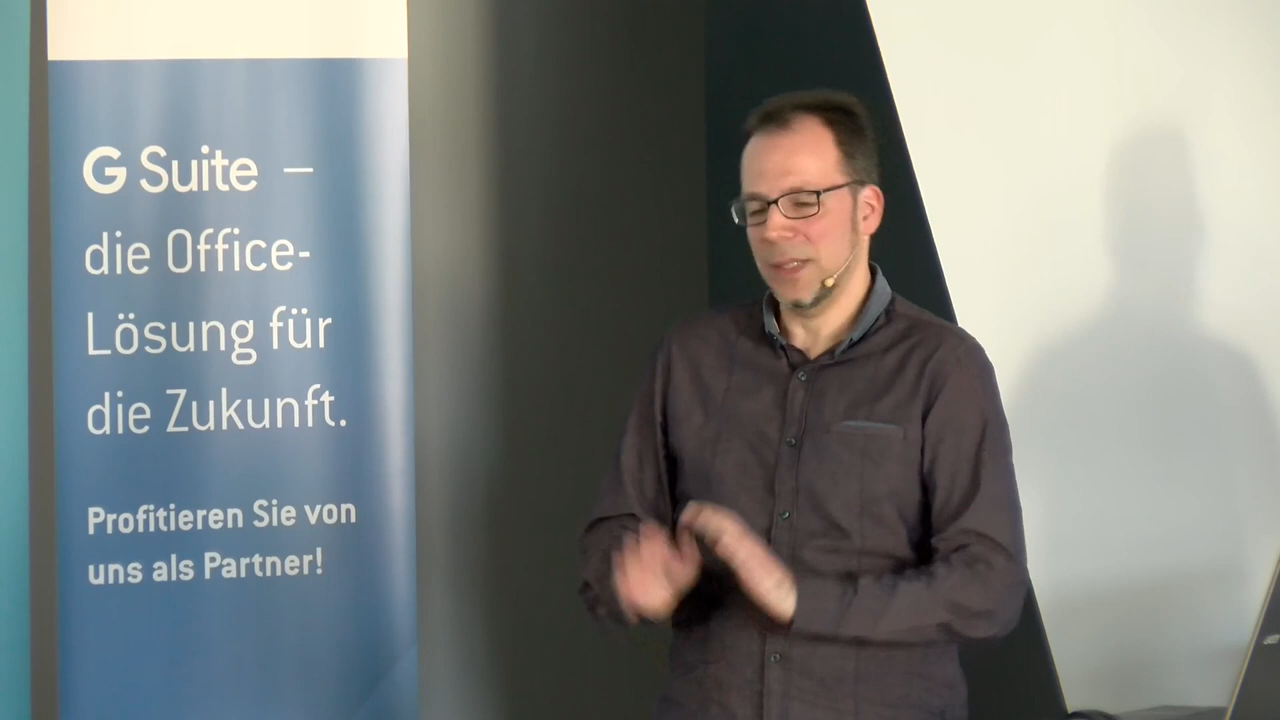 G Suite –
die Office-
Lösung für
die Zukunft.
Profitieren Sie von
uns als Partner!